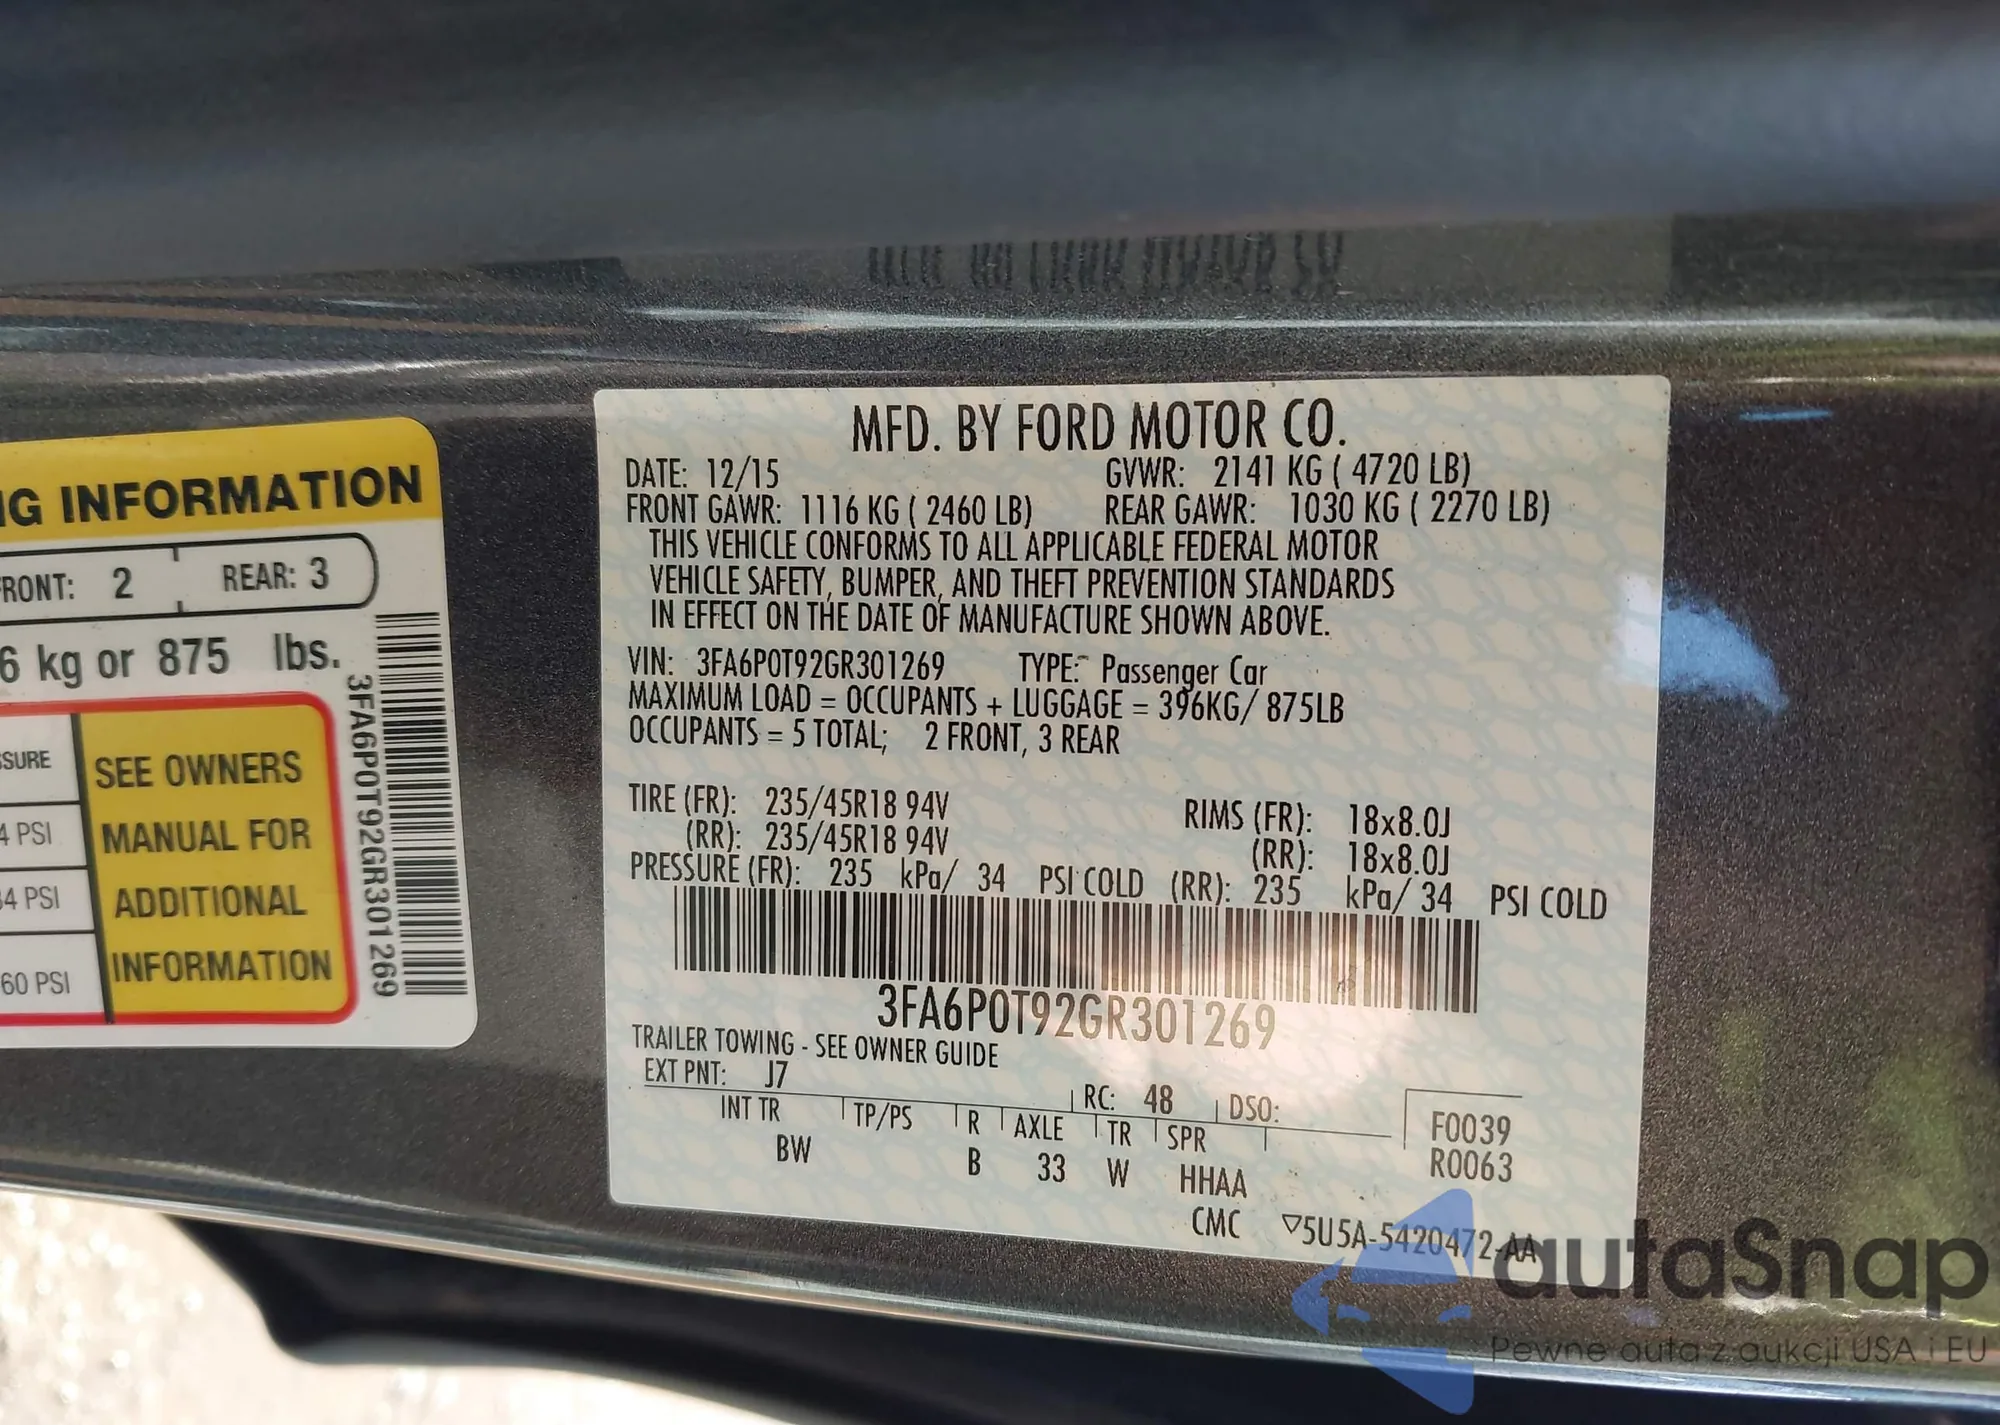 G INFORMATION
RONT: 2 REAR: 3
6 kg or 875 lbs.
SSURE
4 PSI
34 PSI
60 PSI
SEE OWNERS
MANUAL FOR
ADDITIONAL
INFORMATION
3FA6P0T92GR301269
MFD. BY FORD MOTOR CO.
DATE: 12/15 GVWR: 2141 KG ( 4720 LB)
FRONT GAWR: 1116 KG ( 2460 LB) REAR GAWR: 1030 KG ( 2270 LB)
THIS VEHICLE CONFORMS TO ALL APPLICABLE FEDERAL MOTOR
VEHICLE SAFETY, BUMPER, AND THEFT PREVENTION STANDARDS
IN EFFECT ON THE DATE OF MANUFACTURE SHOWN ABOVE.
VIN: 3FA6P0T92GR301269 TYPE: Passenger Car
MAXIMUM LOAD = OCCUPANTS + LUGGAGE = 396KG/ 875LB
OCCUPANTS = 5 TOTAL; 2 FRONT, 3 REAR
TIRE (FR): 235/45R18 94V RIMS (FR): 18x8.0J
(RR): 235/45R18 94V (RR): 18x8.0J
PRESSURE (FR): 235 kPa/ 34 PSI COLD (RR): 235 kPa/ 34 PSI COLD
3FA6P0T92GR301269
TRAILER TOWING - SEE OWNER GUIDE
EXT PNT: J7 RC: 48 DSO:
INT TR TP/PS R AXLE TR SPR F0039
BW B 33 W HHAA R0063
CMC ▽5U5A-5420472-AA
autaSnap
Pewne auta z aukcji USA i EU